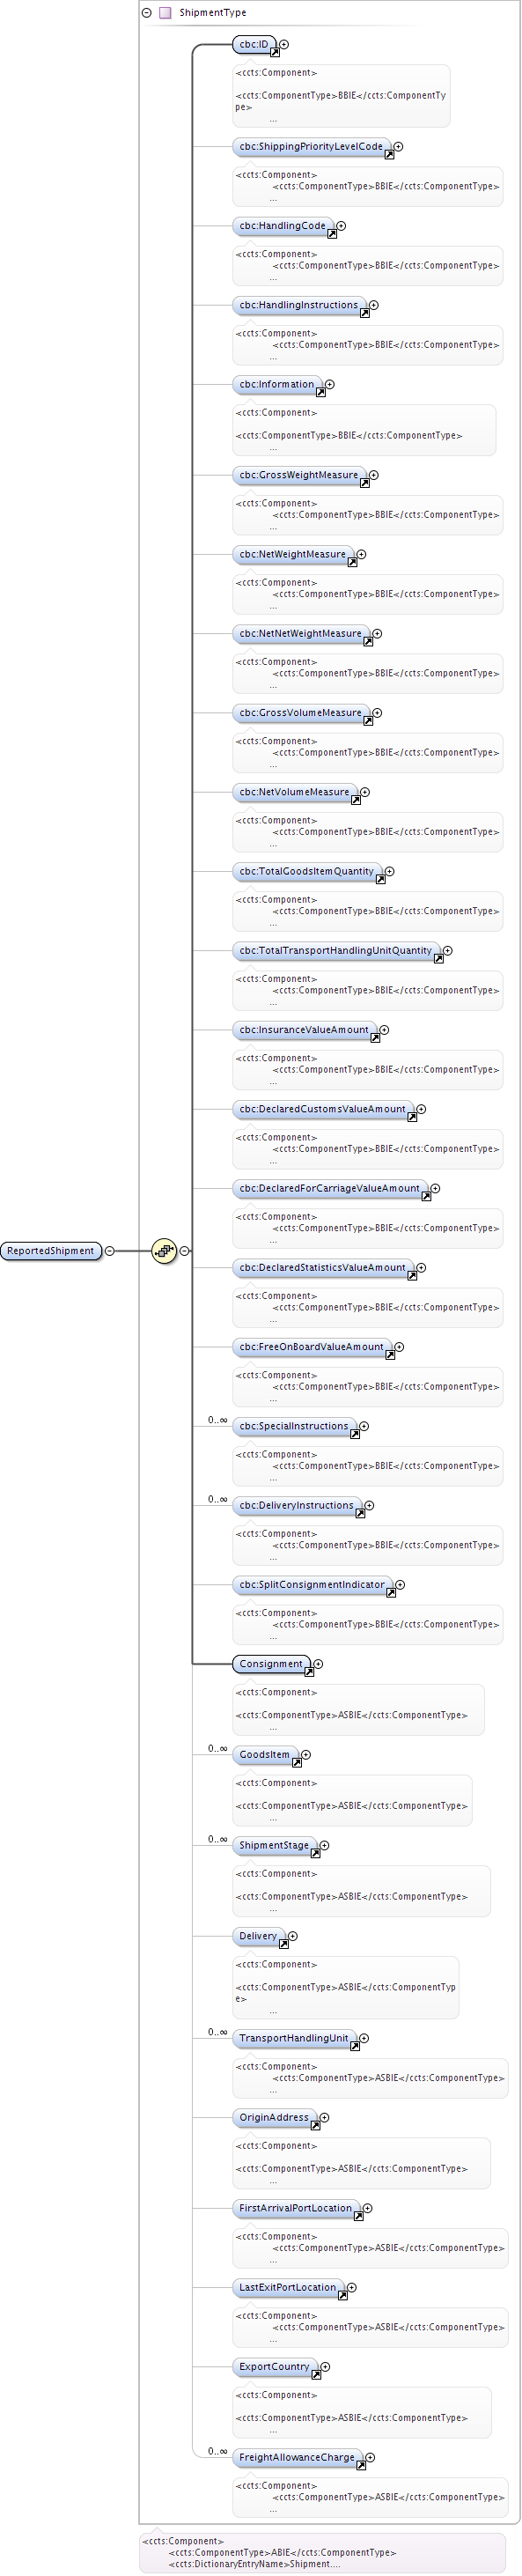 ShipmentType
cbc:ID
<ccts:Component>
<ccts:ComponentType>BBIE</ccts:ComponentTy
pe>
...
cbc:ShippingPriorityLevelCode
<ccts:Component>
<ccts:ComponentType>BBIE</ccts:ComponentType>
...
cbc:HandlingCode
<ccts:Component>
<ccts:ComponentType>BBIE</ccts:ComponentType>
...
cbc:HandlingInstructions
<ccts:Component>
<ccts:ComponentType>BBIE</ccts:ComponentType>
...
cbc:Information
<ccts:Component>
<ccts:ComponentType>BBIE</ccts:ComponentType>
...
cbc:GrossWeightMeasure
<ccts:Component>
<ccts:ComponentType>BBIE</ccts:ComponentType>
...
cbc:NetWeightMeasure
<ccts:Component>
<ccts:ComponentType>BBIE</ccts:ComponentType>
...
cbc:NetNetWeightMeasure
<ccts:Component>
<ccts:ComponentType>BBIE</ccts:ComponentType>
...
cbc:GrossVolumeMeasure
<ccts:Component>
<ccts:ComponentType>BBIE</ccts:ComponentType>
...
cbc:NetVolumeMeasure
<ccts:Component>
<ccts:ComponentType>BBIE</ccts:ComponentType>
...
cbc:TotalGoodsItemQuantity
<ccts:Component>
<ccts:ComponentType>BBIE</ccts:ComponentType>
...
cbc:TotalTransportHandlingUnitQuantity
<ccts:Component>
<ccts:ComponentType>BBIE</ccts:ComponentType>
...
cbc:InsuranceValueAmount
<ccts:Component>
<ccts:ComponentType>BBIE</ccts:ComponentType>
...
cbc:DeclaredCustomsValueAmount
<ccts:Component>
<ccts:ComponentType>BBIE</ccts:ComponentType>
...
cbc:DeclaredForCarriageValueAmount
<ccts:Component>
<ccts:ComponentType>BBIE</ccts:ComponentType>
...
ReportedShipment
cbc:DeclaredStatisticsValueAmount
<ccts:Component>
<ccts:ComponentType>BBIE</ccts:ComponentType>
...
cbc:FreeOnBoardValueAmount
<ccts:Component>
<ccts:ComponentType>BBIE</ccts:ComponentType>
...
0..∞ cbc:SpecialInstructions
<ccts:Component>
<ccts:ComponentType>BBIE</ccts:ComponentType>
...
0..∞ cbc:DeliveryInstructions
<ccts:Component>
<ccts:ComponentType>BBIE</ccts:ComponentType>
...
cbc:SplitConsignmentIndicator
<ccts:Component>
<ccts:ComponentType>BBIE</ccts:ComponentType>
...
Consignment
<ccts:Component>
<ccts:ComponentType>ASBIE</ccts:ComponentType>
...
0..∞ GoodsItem
<ccts:Component>
<ccts:ComponentType>ASBIE</ccts:ComponentType>
...
0..∞ ShipmentStage
<ccts:Component>
<ccts:ComponentType>ASBIE</ccts:ComponentType>
...
Delivery
<ccts:Component>
<ccts:ComponentType>ASBIE</ccts:ComponentTyp
e>
...
0..∞ TransportHandlingUnit
<ccts:Component>
<ccts:ComponentType>ASBIE</ccts:ComponentType>
...
OriginAddress
<ccts:Component>
<ccts:ComponentType>ASBIE</ccts:ComponentType>
...
FirstArrivalPortLocation
<ccts:Component>
<ccts:ComponentType>ASBIE</ccts:ComponentType>
...
LastExitPortLocation
<ccts:Component>
<ccts:ComponentType>ASBIE</ccts:ComponentType>
...
ExportCountry
<ccts:Component>
<ccts:ComponentType>ASBIE</ccts:ComponentType>
...
0..∞ FreightAllowanceCharge
<ccts:Component>
<ccts:ComponentType>ASBIE</ccts:ComponentType>
...
<ccts:Component>
<ccts:ComponentType>ABIE</ccts:ComponentType>
<ccts:DictionaryEntryName>Shipment....